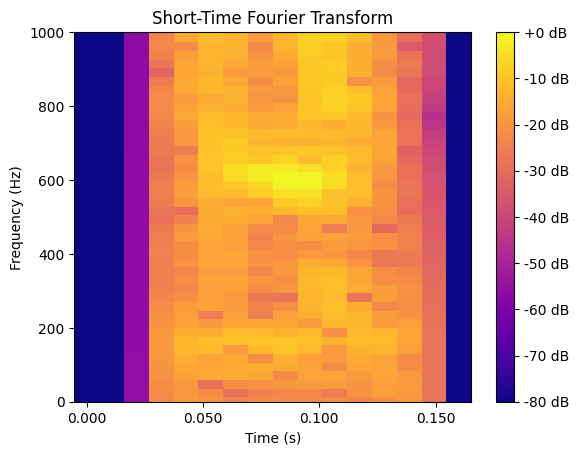 Short-Time Fourier Transform
1000
800
600
400
200
0
Frequency (Hz)
0.000
0.050
0.100
0.150
Time (s)
+0 dB
-10 dB
-20 dB
-30 dB
-40 dB
-50 dB
-60 dB
-70 dB
-80 dB